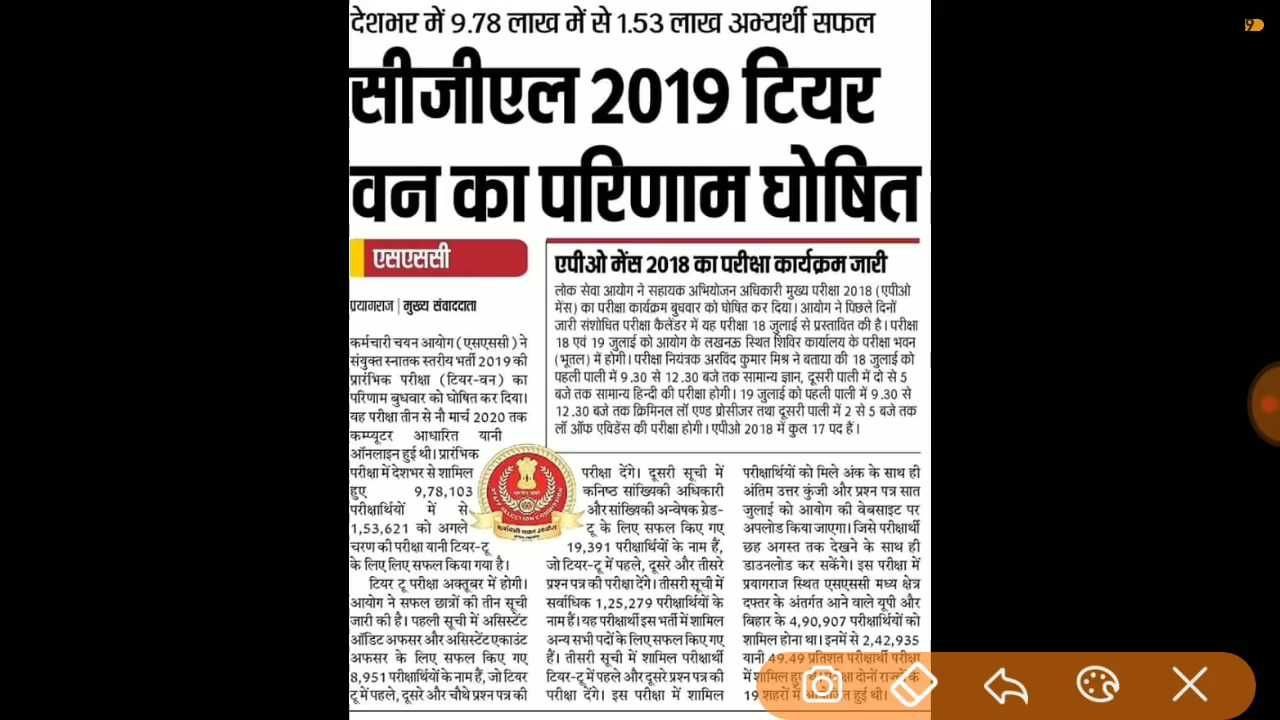 देशभर में 9.78 लाख में से 1.53 लाख अभ्यर्थी सफल
सीजीएल 2019 टियर
वन का परिणाम घोषित
एसएससी
प्रयागराज | मुख्य संवाददाता
कर्मचारी चयन आयोग (एसएससी) ने
संयुक्त स्नातक स्तरीय भर्ती 2019 की
प्रारंभिक परीक्षा (टियर-वन) का
परिणाम बुधवार को घोषित कर दिया।
यह परीक्षा तीन से नौ मार्च 2020 तक
कम्प्यूटर आधारित यानी
ऑनलाइन हुई थी। प्रारंभिक
परीक्षा में देशभर से शामिल
हुए 9,78,103
परीक्षार्थियों में से
1,53,621 को अगले
चरण की परीक्षा यानी टियर-टू
के लिए लिए सफल किया गया है।
टियर टू परीक्षा अक्तूबर में होगी।
आयोग ने सफल छात्रों की तीन सूची
जारी की है। पहली सूची में असिस्टेंट
ऑडिट अफसर और असिस्टेंट एकाउंट
अफसर के लिए सफल किए गए
8,951 परीक्षार्थियों के नाम हैं, जो टियर
टू में पहले, दूसरे और चौथे प्रश्न पत्र की
एपीओ मेंस 2018 का परीक्षा कार्यक्रम जारी
लोक सेवा आयोग ने सहायक अभियोजन अधिकारी मुख्य परीक्षा 2018 (एपीओ
मेंस) का परीक्षा कार्यक्रम बुधवार को घोषित कर दिया। आयोग ने पिछले दिनों
जारी संशोधित परीक्षा कैलेंडर में यह परीक्षा 18 जुलाई से प्रस्तावित की है। परीक्षा
18 एवं 19 जुलाई को आयोग के लखनऊ स्थित शिविर कार्यालय के परीक्षा भवन
(भूतल) में होगी। परीक्षा नियंत्रक अरविंद कुमार मिश्र ने बताया की 18 जुलाई को
पहली पाली में 9.30 से 12.30 बजे तक सामान्य ज्ञान, दूसरी पाली में दो से 5
बजे तक सामान्य हिन्दी की परीक्षा होगी। 19 जुलाई को पहली पाली में 9.30 से
12.30 बजे तक क्रिमिनल लॉ एण्ड प्रोसीजर तथा दूसरी पाली में 2 से 5 बजे तक
लॉ ऑफ एविडेंस की परीक्षा होगी। एपीओ 2018 में कुल 17 पद हैं।
परीक्षा देंगे। दूसरी सूची में
कनिष्ठ सांख्यिकी अधिकारी
और सांख्यिकी अन्वेषक ग्रेड-
टू के लिए सफल किए गए
19,391 परीक्षार्थियों के नाम हैं,
जो टियर-टू में पहले, दूसरे और तीसरे
प्रश्न पत्र की परीक्षा देंगे। तीसरी सूची में
सर्वाधिक 1,25,279 परीक्षार्थियों के
नाम हैं। यह परीक्षार्थी इस भर्ती में शामिल
अन्य सभी पदों के लिए सफल किए गए
हैं। तीसरी सूची में शामिल परीक्षार्थी
टियर-टू में पहले और दूसरे प्रश्न पत्र की
परीक्षा देंगे। इस परीक्षा में शामिल
परीक्षार्थियों को मिले अंक के साथ ही
अंतिम उत्तर कुंजी और प्रश्न पत्र सात
जुलाई को आयोग की वेबसाइट पर
अपलोड किया जाएगा। जिसे परीक्षार्थी
छह अगस्त तक देखने के साथ ही
डाउनलोड कर सकेंगे। इस परीक्षा में
प्रयागराज स्थित एसएससी मध्य क्षेत्र
दफ्तर के अंतर्गत आने वाले यूपी और
बिहार के 4,90,907 परीक्षार्थियों को
शामिल होना था। इनमें से 2,42,935
यानी 49.49 प्रतिशत परीक्षार्थी परीक्षा
में शामिल दोनों के
19 शहरों में हुई थी।